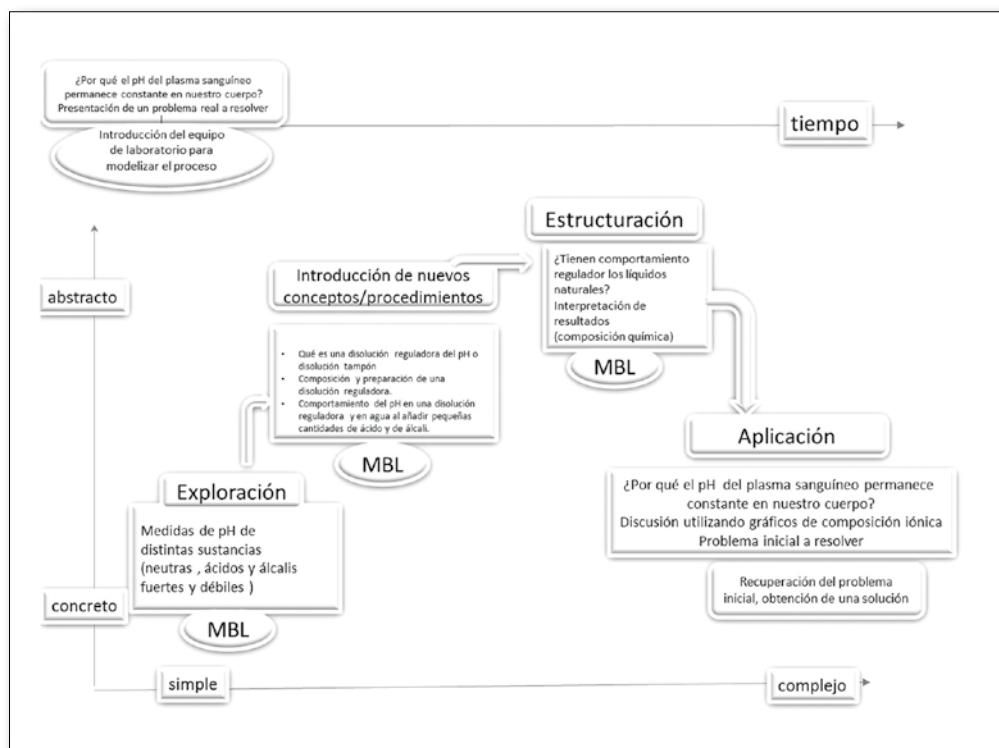 ¿Por qué el pH del plasma sanguíneo
permanece constante en nuestro cuerpo?
Presentación de un problema real a resolver
Introducción del equipo
de laboratorio para
modelizar el proceso
tiempo
Estructuración
¿Tienen comportamiento
regulador los líquidos
naturales?
Interpretación de
resultados
(composición química)
MBL
Introducción de nuevos
conceptos/procedimientos
abstracto
• Qué es una disolución reguladora del pH o
disolución tampón
• Composición y preparación de una
disolución reguladora.
• Comportamiento del pH en una disolución
reguladora y en agua al añadir pequeñas
cantidades de ácido y de álcali.
MBL
Aplicación
¿Por qué el pH del plasma sanguíneo permanece
constante en nuestro cuerpo?
Discusión utilizando gráficos de composición iónica
Problema inicial a resolver
Recuperación del problema
inicial, obtención de una solución
Exploración
Medidas de pH de
distintas sustancias
(neutras , ácidos y álcalis
fuertes y débiles )
MBL
concreto
simple
complejo